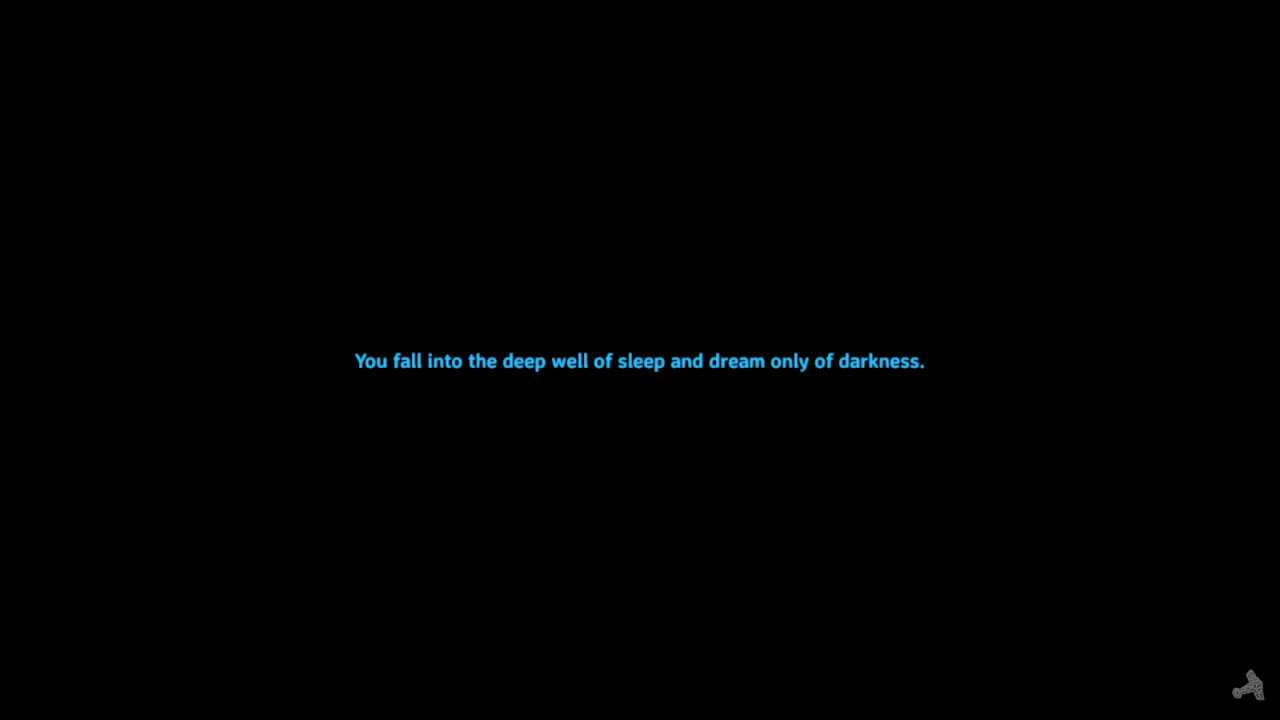 You fall into the deep well of sleep and dream only of darkness.